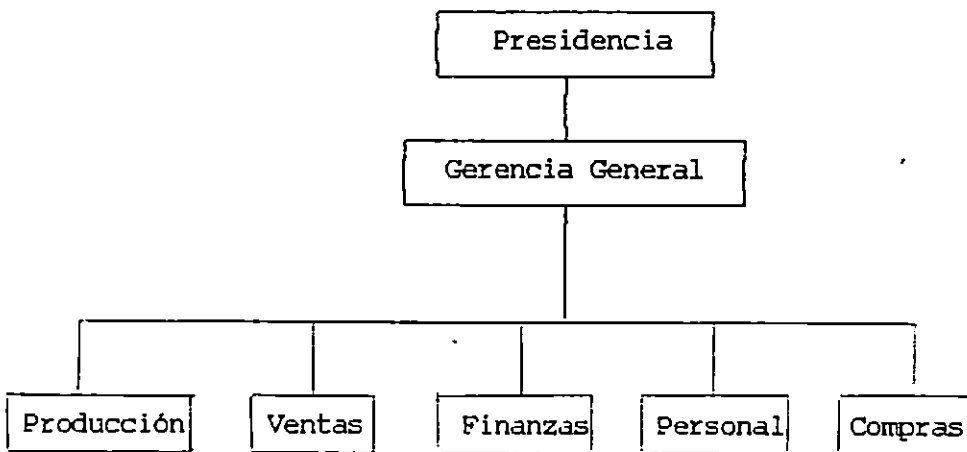 Presidencia
Gerencia General
Producción Ventas Finanzas Personal Compras